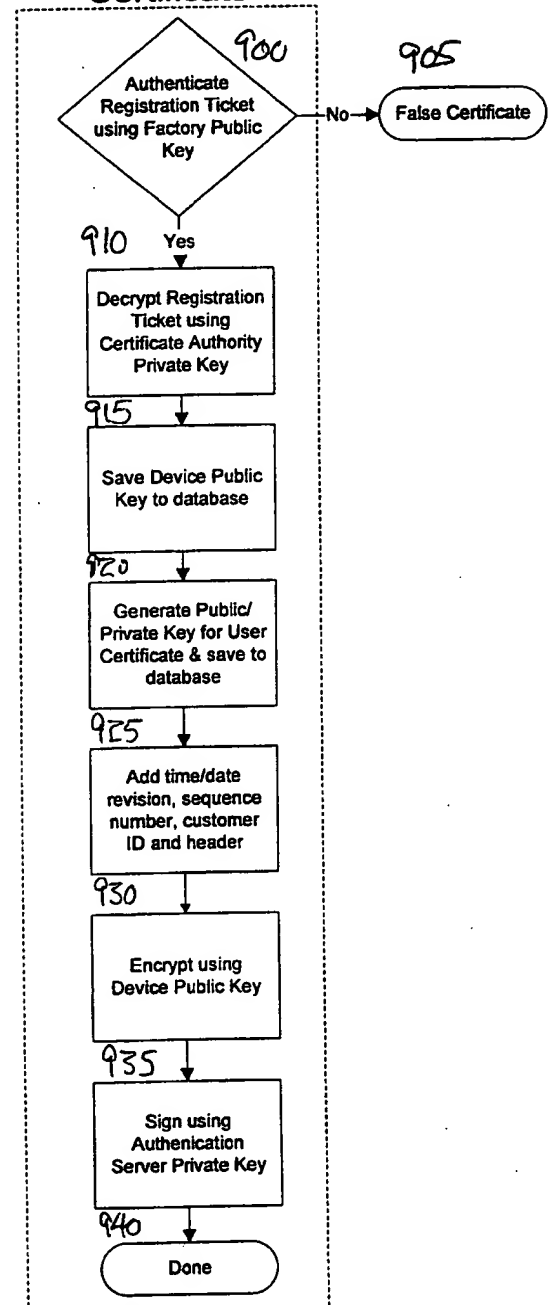 900
905
Authenticate
Registration Ticket
using Factory Public
Key
No
False Certificate
910
Yes
Decrypt Registration
Ticket using
Certificate Authority
Private Key
915
Save Device Public
Key to database
920
Generate Public/
Private Key for User
Certificate & save to
database
925
Add time/date
revision, sequence
number, customer
ID and header
930
Encrypt using
Device Public Key
935
Sign using
Authenication
Server Private Key
940
Done